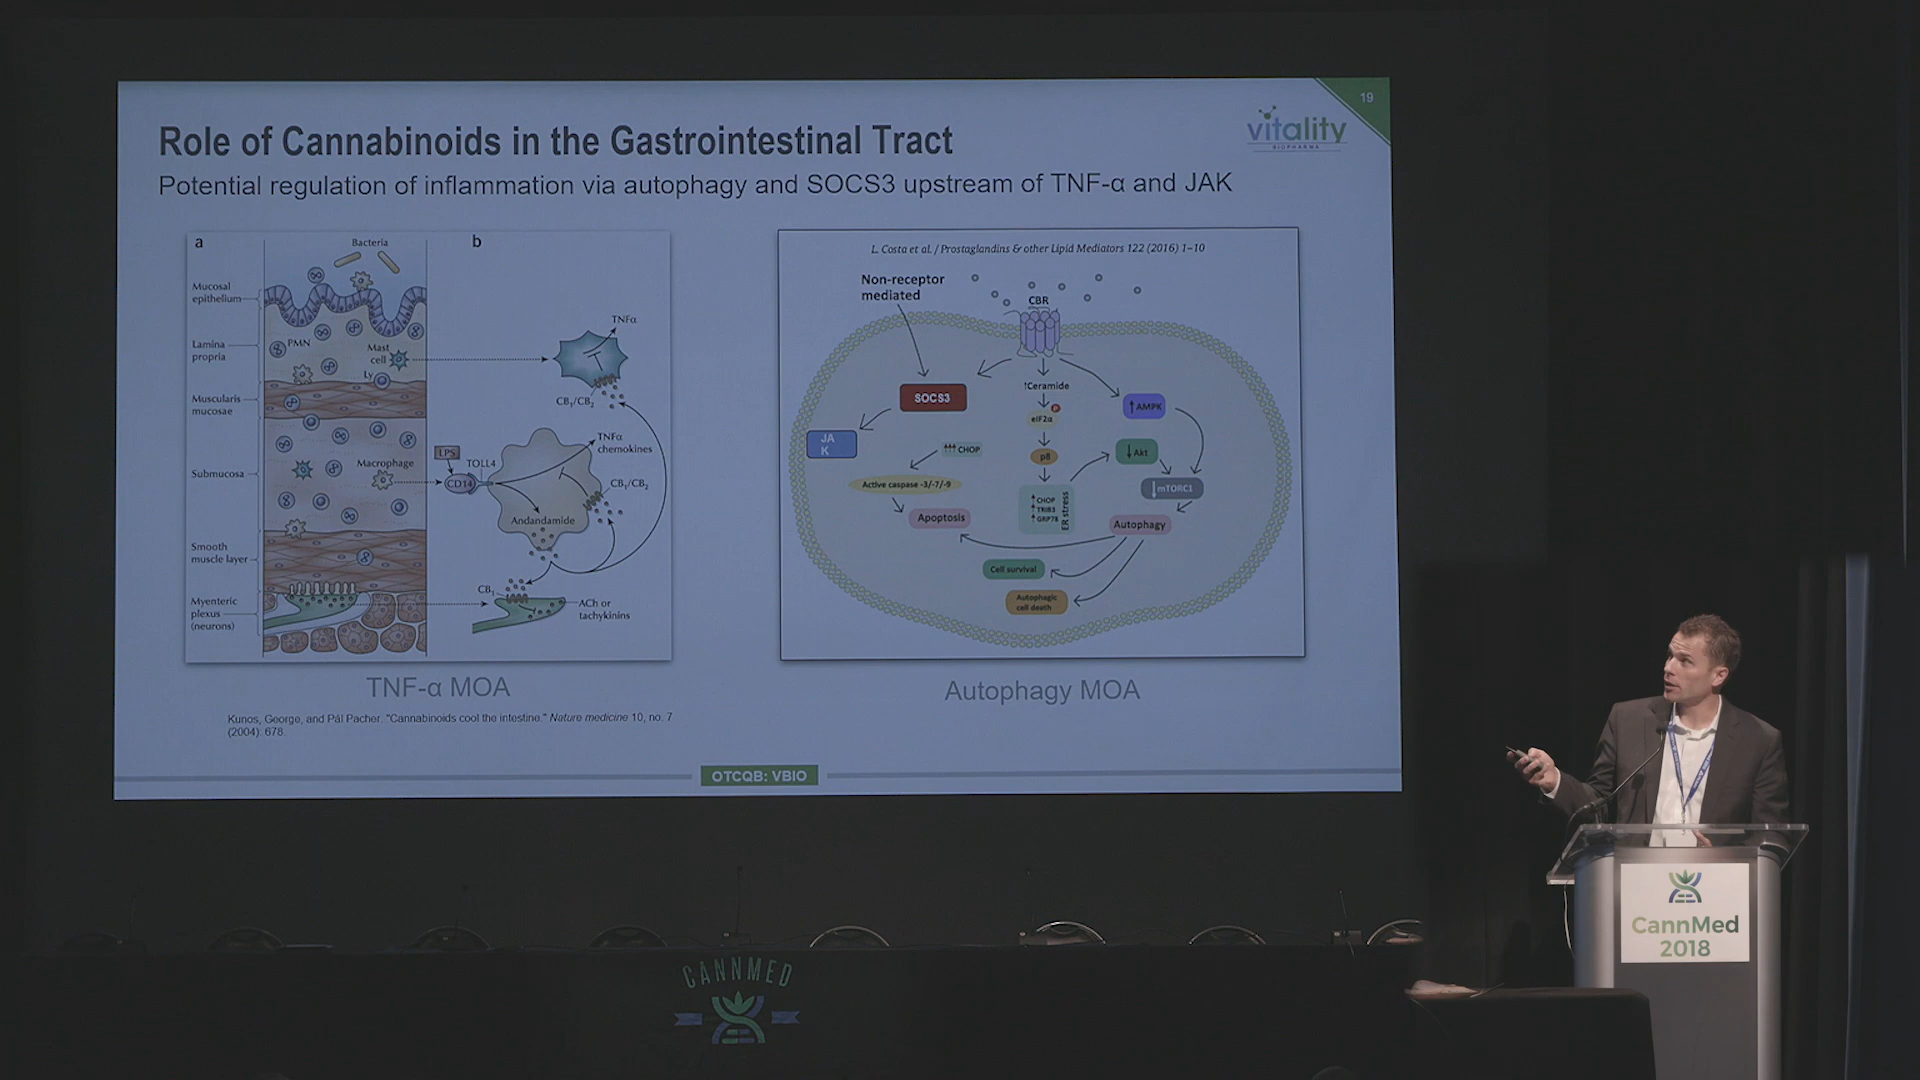 19
vitality
BIOPHARMA
Role of Cannabinoids in the Gastrointestinal Tract
Potential regulation of inflammation via autophagy and SOCS3 upstream of TNF-α and JAK
a
b
Bacteria
Mucosal
epithelium
Lamina
propria
PMN
Mast
cell
Ly
Muscularis
mucosae
Submucosa
Macrophage
Smooth
muscle layer
Myenteric
plexus
(neurons)
TNFα
CB₁/CB₂
LPS
TOLL4
CD14
TNFα
chemokines
CB₁/CB₂
Andandamide
CB₁
ACh or
tachykinins
TNF-α MOA
Kunos, George, and Pál Pacher. "Cannabinoids cool the intestine." Nature medicine 10, no. 7
(2004): 678.
L. Costa et al. / Prostaglandins & other Lipid Mediators 122 (2016) 1–10
Non-receptor
mediated
CBR
SOCS3
↑Ceramide
P
eIF2α
↑AMPK
JA
K
↑↑↑ CHOP
p8
↓Akt
Active caspase -3/-7/-9
↓mTORC1
↑ CHOP
↑ TRIB3
↑ GRP78
ER stress
Apoptosis
Autophagy
Cell survival
Autophagic
cell death
Autophagy MOA
OTCQB: VBIO
CannMed
2018
CANNMED